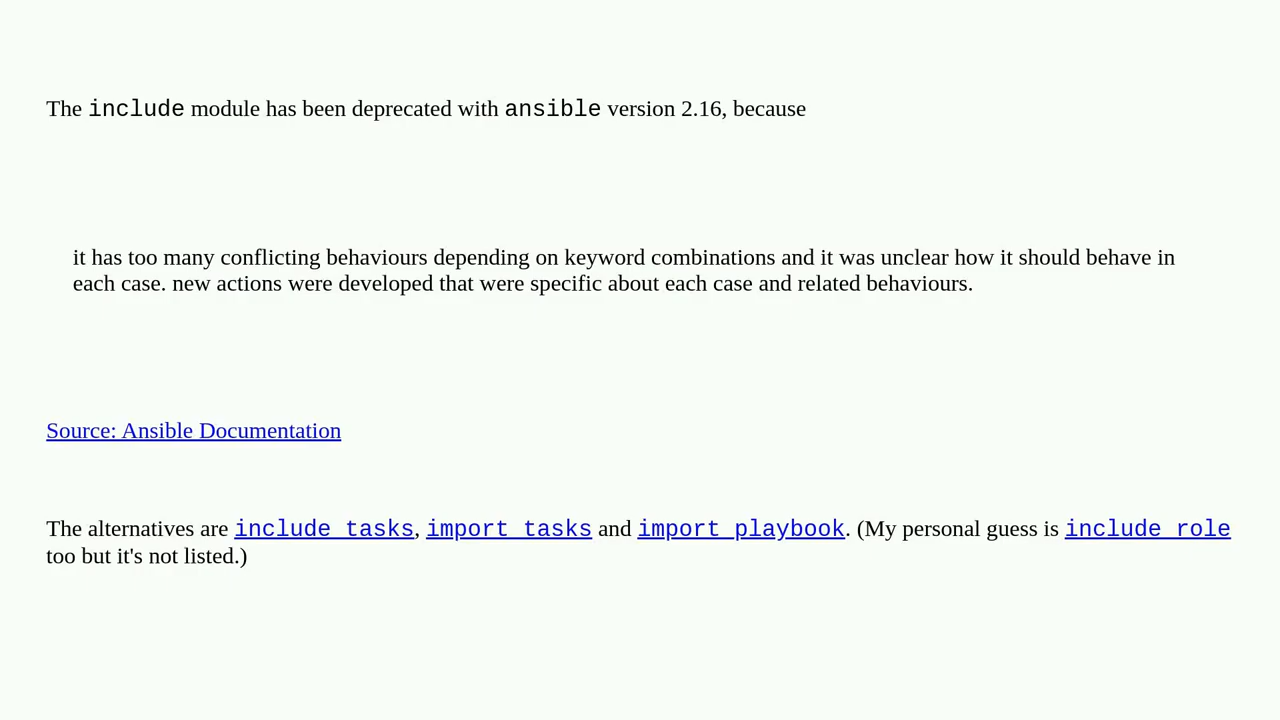 The include module has been deprecated with ansible version 2.16, because
it has too many conflicting behaviours depending on keyword combinations and it was unclear how it should behave in
each case. new actions were developed that were specific about each case and related behaviours.
Source: Ansible Documentation
The alternatives are include_tasks, import_tasks and import_playbook. (My personal guess is include_role
too but it's not listed.)